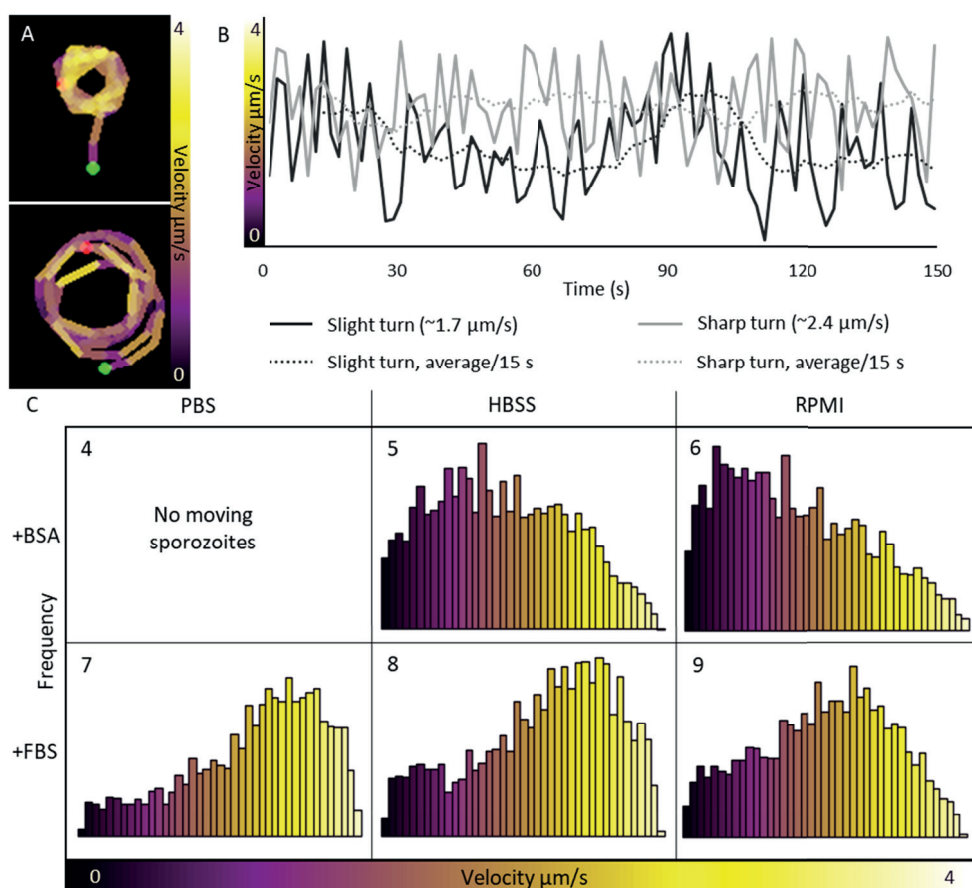 A
4
Velocity μm/s
0
B
4
Velocity μm/s
0
0 30 60 90 120 150
Time (s)
Slight turn (~1.7 μm/s)
Sharp turn (~2.4 μm/s)
Slight turn, average/15 s
Sharp turn, average/15 s
C
PBS
HBSS
RPMI
Frequency
+BSA
4
No moving
sporozoites
5
6
+FBS
7
8
9
0
Velocity μm/s
4